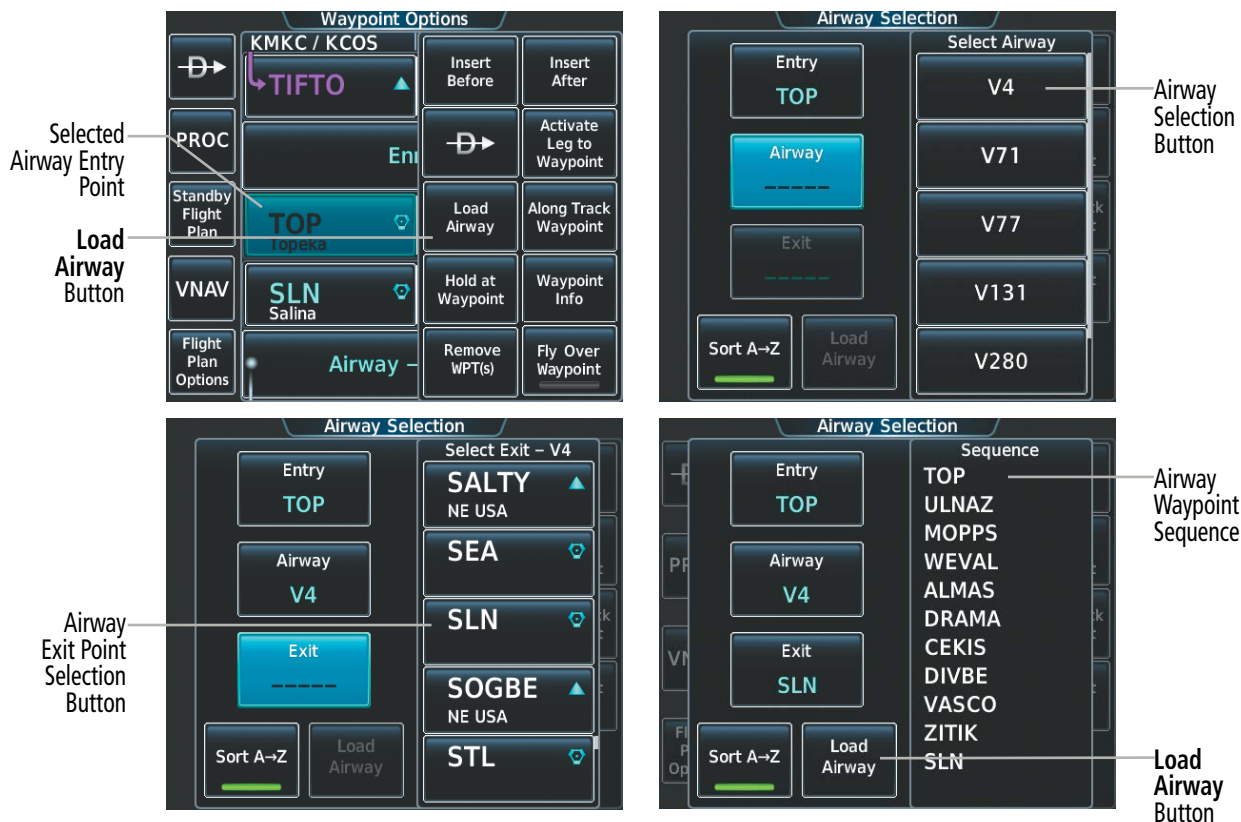 Waypoint Options
KMKC / KCOS
TIFTO
Insert
Before
Insert
After
PROC
Enr
Activate
Leg to
Waypoint
Standby
Flight
Plan
TOP
Topeka
Load
Airway
Along Track
Waypoint
VNAV
SLN
Salina
Hold at
Waypoint
Waypoint
Info
Flight
Plan
Options
Airway –
Remove
WPT(s)
Fly Over
Waypoint
Selected
Airway Entry
Point
Load
Airway
Button
Airway Selection
Entry
TOP
Airway
_____
Exit
_____
Sort A→Z
Load
Airway
Select Airway
V4
V71
V77
V131
V280
Airway
Selection
Button
Airway Selection
Entry
TOP
Airway
V4
Exit
_____
Sort A→Z
Load
Airway
Select Exit – V4
SALTY
NE USA
SEA
SLN
SOGBE
NE USA
STL
Airway
Exit Point
Selection
Button
Airway Selection
Entry
TOP
Airway
V4
Exit
SLN
Sort A→Z
Load
Airway
Sequence
TOP
ULNAZ
MOPPS
WEVAL
ALMAS
DRAMA
CEKIS
DIVBE
VASCO
ZITIK
SLN
Airway
Waypoint
Sequence
Load
Airway
Button